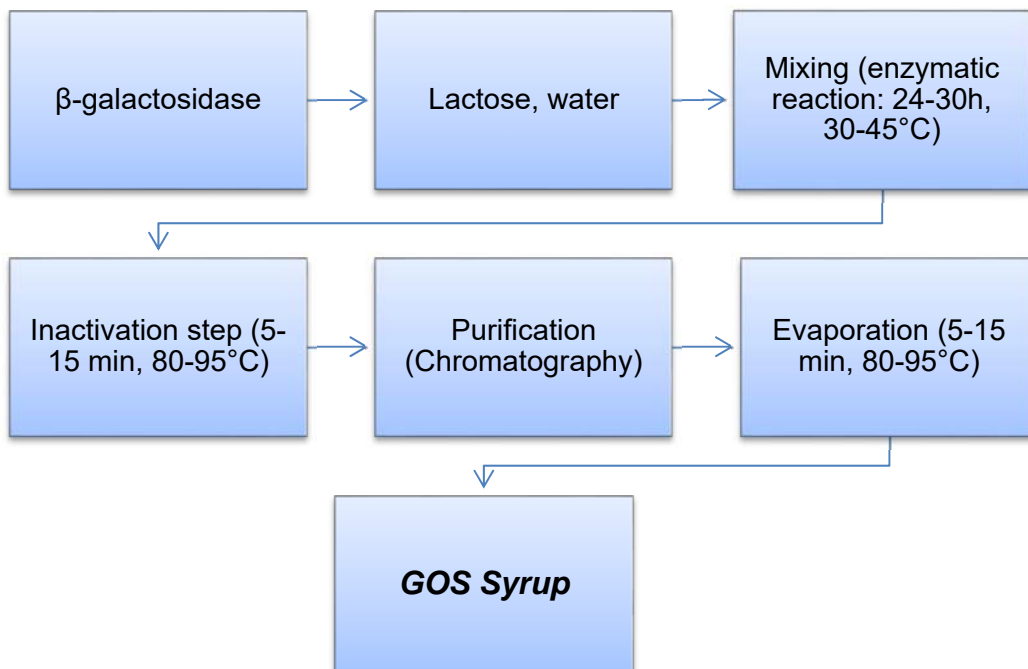 β-galactosidase
Lactose, water
Mixing (enzymatic
reaction: 24-30h,
30-45°C)
Inactivation step (5-
15 min, 80-95°C)
Purification
(Chromatography)
Evaporation (5-15
min, 80-95°C)
GOS Syrup